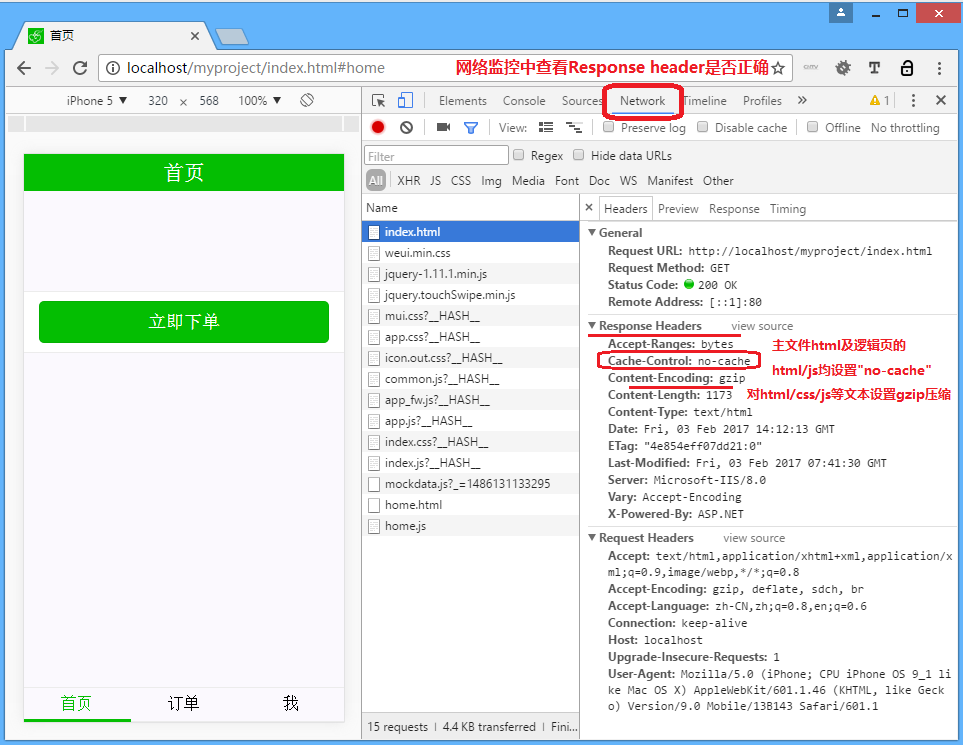 首页
localhost/myproject/index.html#home
网络监控中查看Response header是否正确
iPhone 5 ▼ 320 × 568 100% ▼
Elements Console Sources Network Timeline Profiles » 1
View: Preserve log Disable cache Offline No throttling
Filter Regex Hide data URLs
All XHR JS CSS Img Media Font Doc WS Manifest Other
首页
立即下单
首页 订单 我
Name
index.html
weui.min.css
jquery-1.11.1.min.js
jquery.touchSwipe.min.js
mui.css?__HASH__
app.css?__HASH__
icon.out.css?__HASH__
common.js?__HASH__
app_fw.js?__HASH__
app.js?__HASH__
index.css?__HASH__
index.js?__HASH__
mockdata.js?_=1486131133295
home.html
home.js
15 requests | 4.4 KB transferred | Fini...
× Headers Preview Response Timing
▼ General
Request URL: http://localhost/myproject/index.html
Request Method: GET
Status Code: 200 OK
Remote Address: [::1]:80
▼ Response Headers view source
Accept-Ranges: bytes
Cache-Control: no-cache
Content-Encoding: gzip
Content-Length: 1173
Content-Type: text/html
Date: Fri, 03 Feb 2017 14:12:13 GMT
ETag: "4e854eff07dd21:0"
Last-Modified: Fri, 03 Feb 2017 07:41:30 GMT
Server: Microsoft-IIS/8.0
Vary: Accept-Encoding
X-Powered-By: ASP.NET
主文件html及逻辑页的
html/js均设置"no-cache"
对html/css/js等文本设置gzip压缩
▼ Request Headers view source
Accept: text/html,application/xhtml+xml,application/x
ml;q=0.9,image/webp,*/*;q=0.8
Accept-Encoding: gzip, deflate, sdch, br
Accept-Language: zh-CN,zh;q=0.8,en;q=0.6
Connection: keep-alive
Host: localhost
Upgrade-Insecure-Requests: 1
User-Agent: Mozilla/5.0 (iPhone; CPU iPhone OS 9_1 li
ke Mac OS X) AppleWebKit/601.1.46 (KHTML, like Geck
o) Version/9.0 Mobile/13B143 Safari/601.1